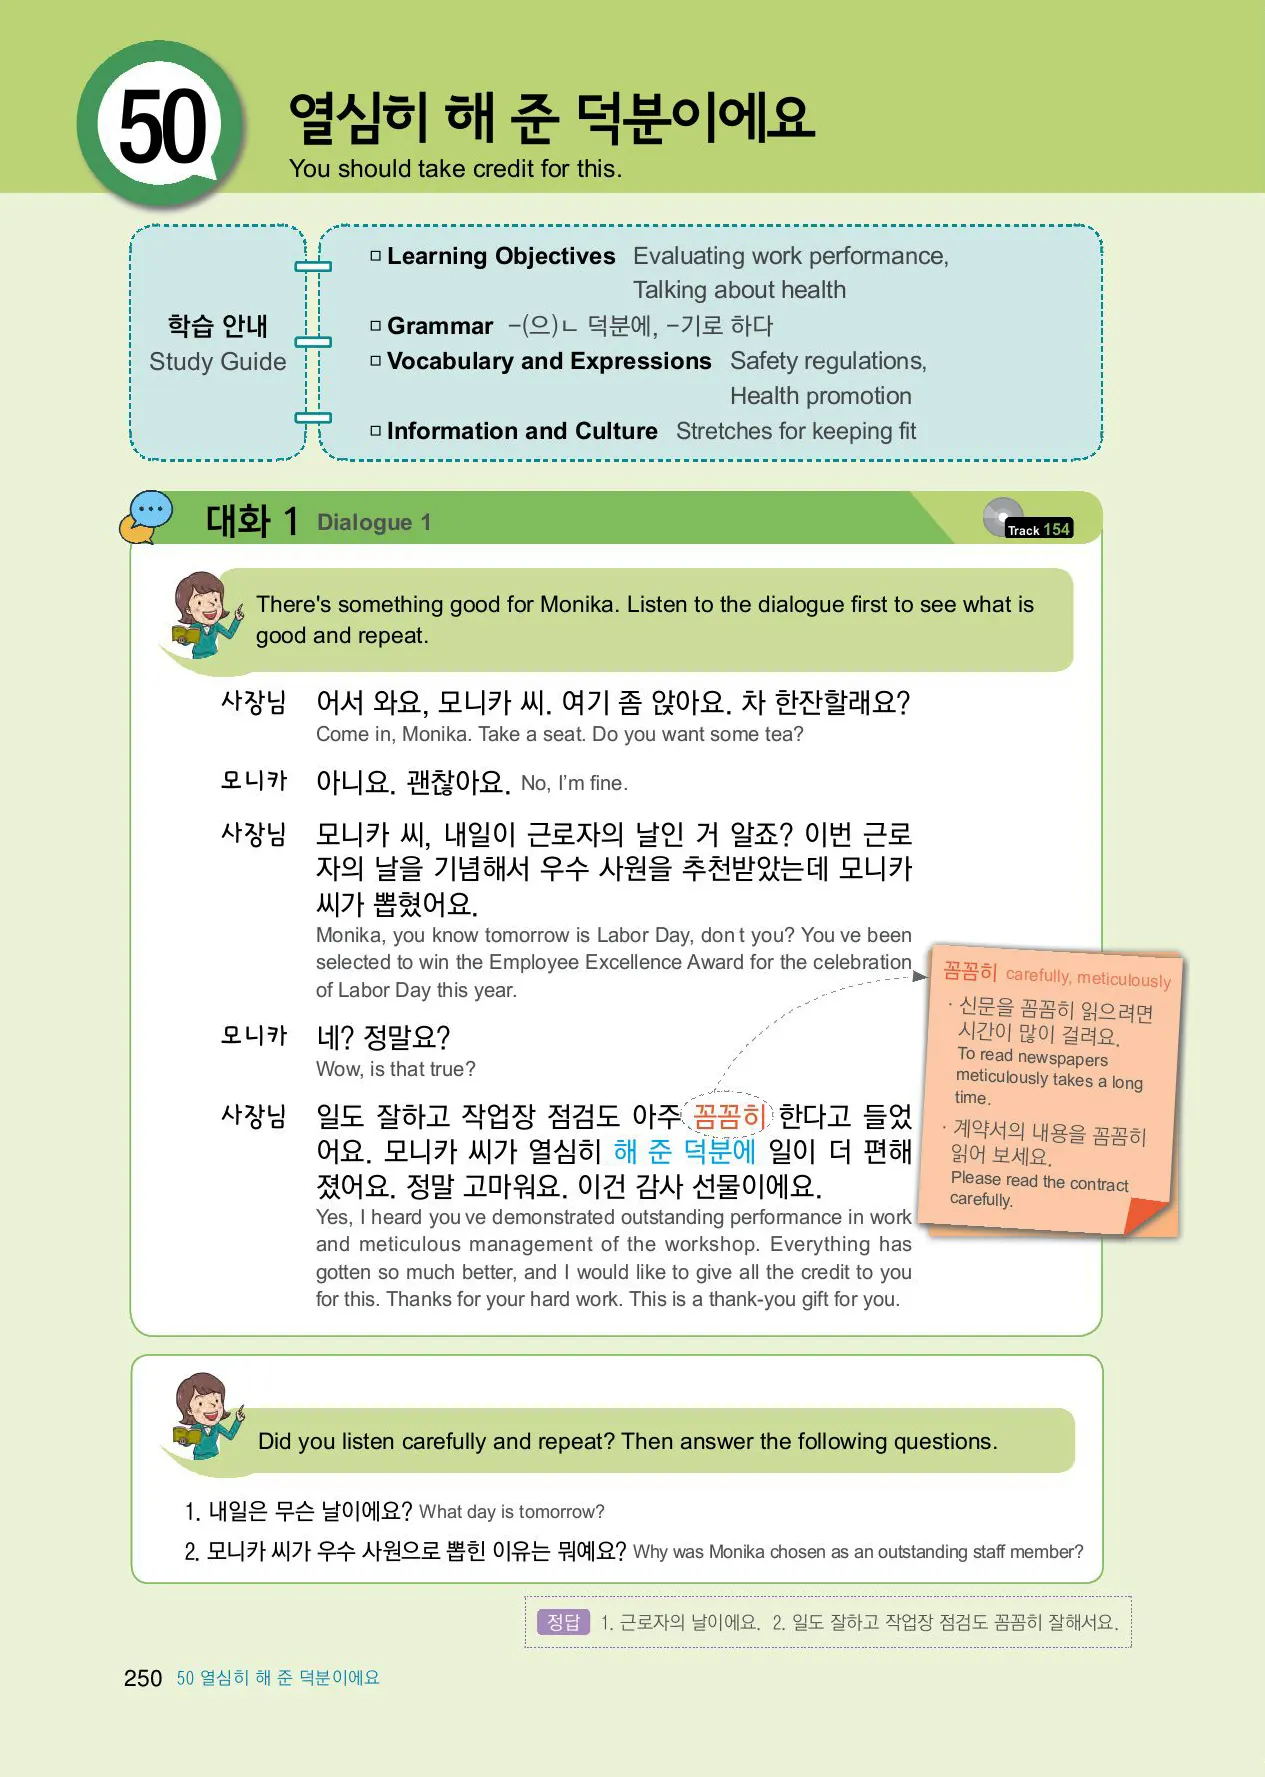 50
열심히 해 준 덕분이에요
You should take credit for this.
학습 안내
Study Guide
Learning Objectives Evaluating work performance,
Talking about health
Grammar -(으)ㄴ 덕분에, -기로 하다
Vocabulary and Expressions Safety regulations,
Health promotion
Information and Culture Stretches for keeping fit
대화 1 Dialogue 1
Track 154
There's something good for Monika. Listen to the dialogue first to see what is
good and repeat.
사장님 어서 와요, 모니카 씨. 여기 좀 앉아요. 차 한잔할래요?
Come in, Monika. Take a seat. Do you want some tea?
모니카 아니요. 괜찮아요. No, I'm fine.
사장님 모니카 씨, 내일이 근로자의 날인 거 알죠? 이번 근로
자의 날을 기념해서 우수 사원을 추천받았는데 모니카
씨가 뽑혔어요.
Monika, you know tomorrow is Labor Day, don t you? You ve been
selected to win the Employee Excellence Award for the celebration
of Labor Day this year.
모니카 네? 정말요?
Wow, is that true?
사장님 일도 잘하고 작업장 점검도 아주 꼼꼼히 한다고 들었
어요. 모니카 씨가 열심히 해 준 덕분에 일이 더 편해
졌어요. 정말 고마워요. 이건 감사 선물이에요.
Yes, I heard you ve demonstrated outstanding performance in work
and meticulous management of the workshop. Everything has
gotten so much better, and I would like to give all the credit to you
for this. Thanks for your hard work. This is a thank-you gift for you.
꼼꼼히 carefully, meticulously
· 신문을 꼼꼼히 읽으려면
시간이 많이 걸려요.
To read newspapers
meticulously takes a long
time.
· 계약서의 내용을 꼼꼼히
읽어 보세요.
Please read the contract
carefully.
Did you listen carefully and repeat? Then answer the following questions.
1. 내일은 무슨 날이에요? What day is tomorrow?
2. 모니카 씨가 우수 사원으로 뽑힌 이유는 뭐예요? Why was Monika chosen as an outstanding staff member?
정답 1. 근로자의 날이에요. 2. 일도 잘하고 작업장 점검도 꼼꼼히 잘해서요.
250 50 열심히 해 준 덕분이에요